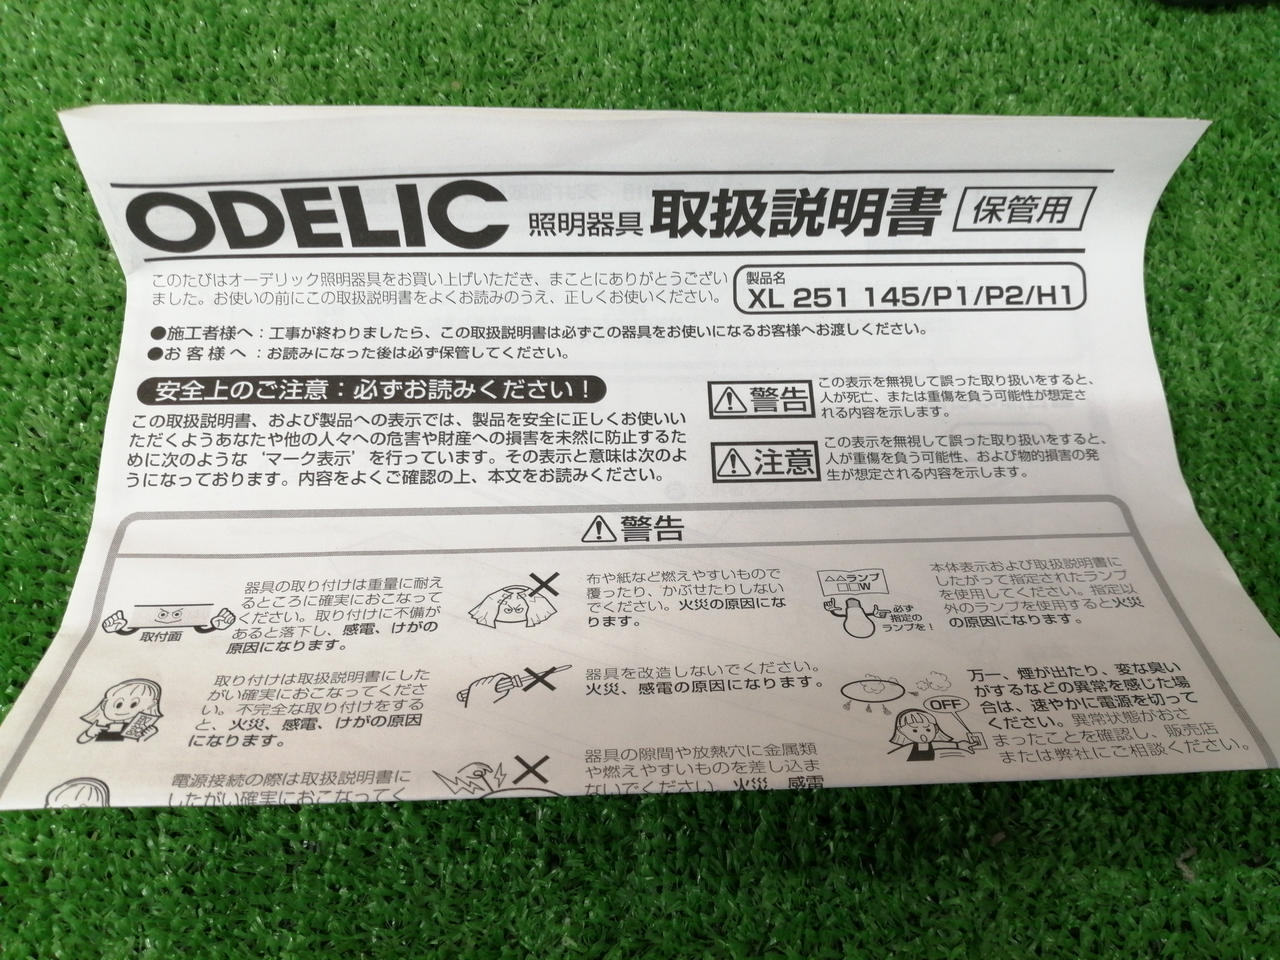 ODELIC 照明器具 取扱説明書 保管用
このたびはオーデリック照明器具をお買い上げいただき、まことにありがとうござい
ました。お使いの前にこの取扱説明書をよくお読みのうえ、正しくお使いください。
製品名
XL 251 145/P1/P2/H1
●施工者様へ：工事が終わりましたら、この取扱説明書は必ずこの器具をお使いになるお客様へお渡しください。
●お客様へ：お読みになった後は必ず保管してください。
安全上のご注意：必ずお読みください！
この取扱説明書、および製品への表示では、製品を安全に正しくお使いい
ただくようあなたや他の人々への危害や財産への損害を未然に防止するた
めに次のような‘マーク表示’を行っています。その表示と意味は次のよ
うになっております。内容をよくご確認の上、本文をお読みください。
⚠警告
この表示を無視して誤った取り扱いをすると、
人が死亡、または重傷を負う可能性が想定さ
れる内容を示します。
⚠注意
この表示を無視して誤った取り扱いをすると、
人が重傷を負う可能性、および物的損害の発
生が想定される内容を示します。
⚠警告
取付面
器具の取り付けは重量に耐え
るところに確実におこなって
ください。取り付けに不備が
あると落下し、感電、けがの
原因になります。
取り付けは取扱説明書にした
がい確実におこなってくださ
い。不完全な取り付けをする
と、火災、感電、けがの原因
になります。
電源接続の際は取扱説明書に
したがい確実におこなってく
布や紙など燃えやすいもので
覆ったり、かぶせたりしない
でください。火災の原因にな
ります。
器具を改造しないでください。
火災、感電の原因になります。
器具の隙間や放熱穴に金属類
や燃えやすいものを差し込ま
ないでください。火災、感電
△△ランプ
□□W
必ず
指定の
ランプを！
本体表示および取扱説明書に
したがって指定されたランプ
を使用してください。指定以
外のランプを使用すると火災
の原因になります。
OFF
万一、煙が出たり、変な臭い
がするなどの異常を感じた場
合は、速やかに電源を切って
ください。異常状態がおさ
まったことを確認し、販売店
または弊社にご相談ください。